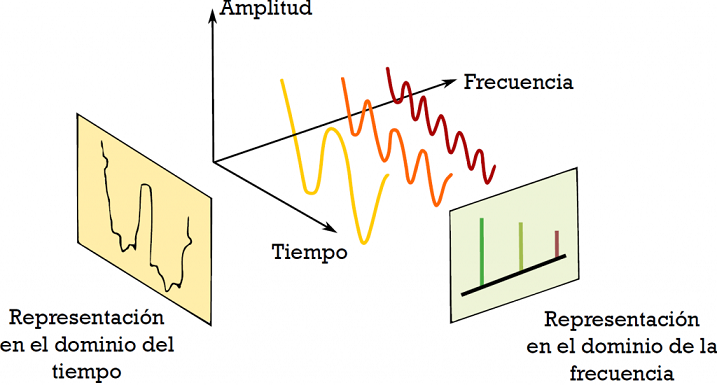 Amplitud
Frecuencia
Tiempo
Representación
en el dominio del
tiempo
Representación
en el dominio de la
frecuencia